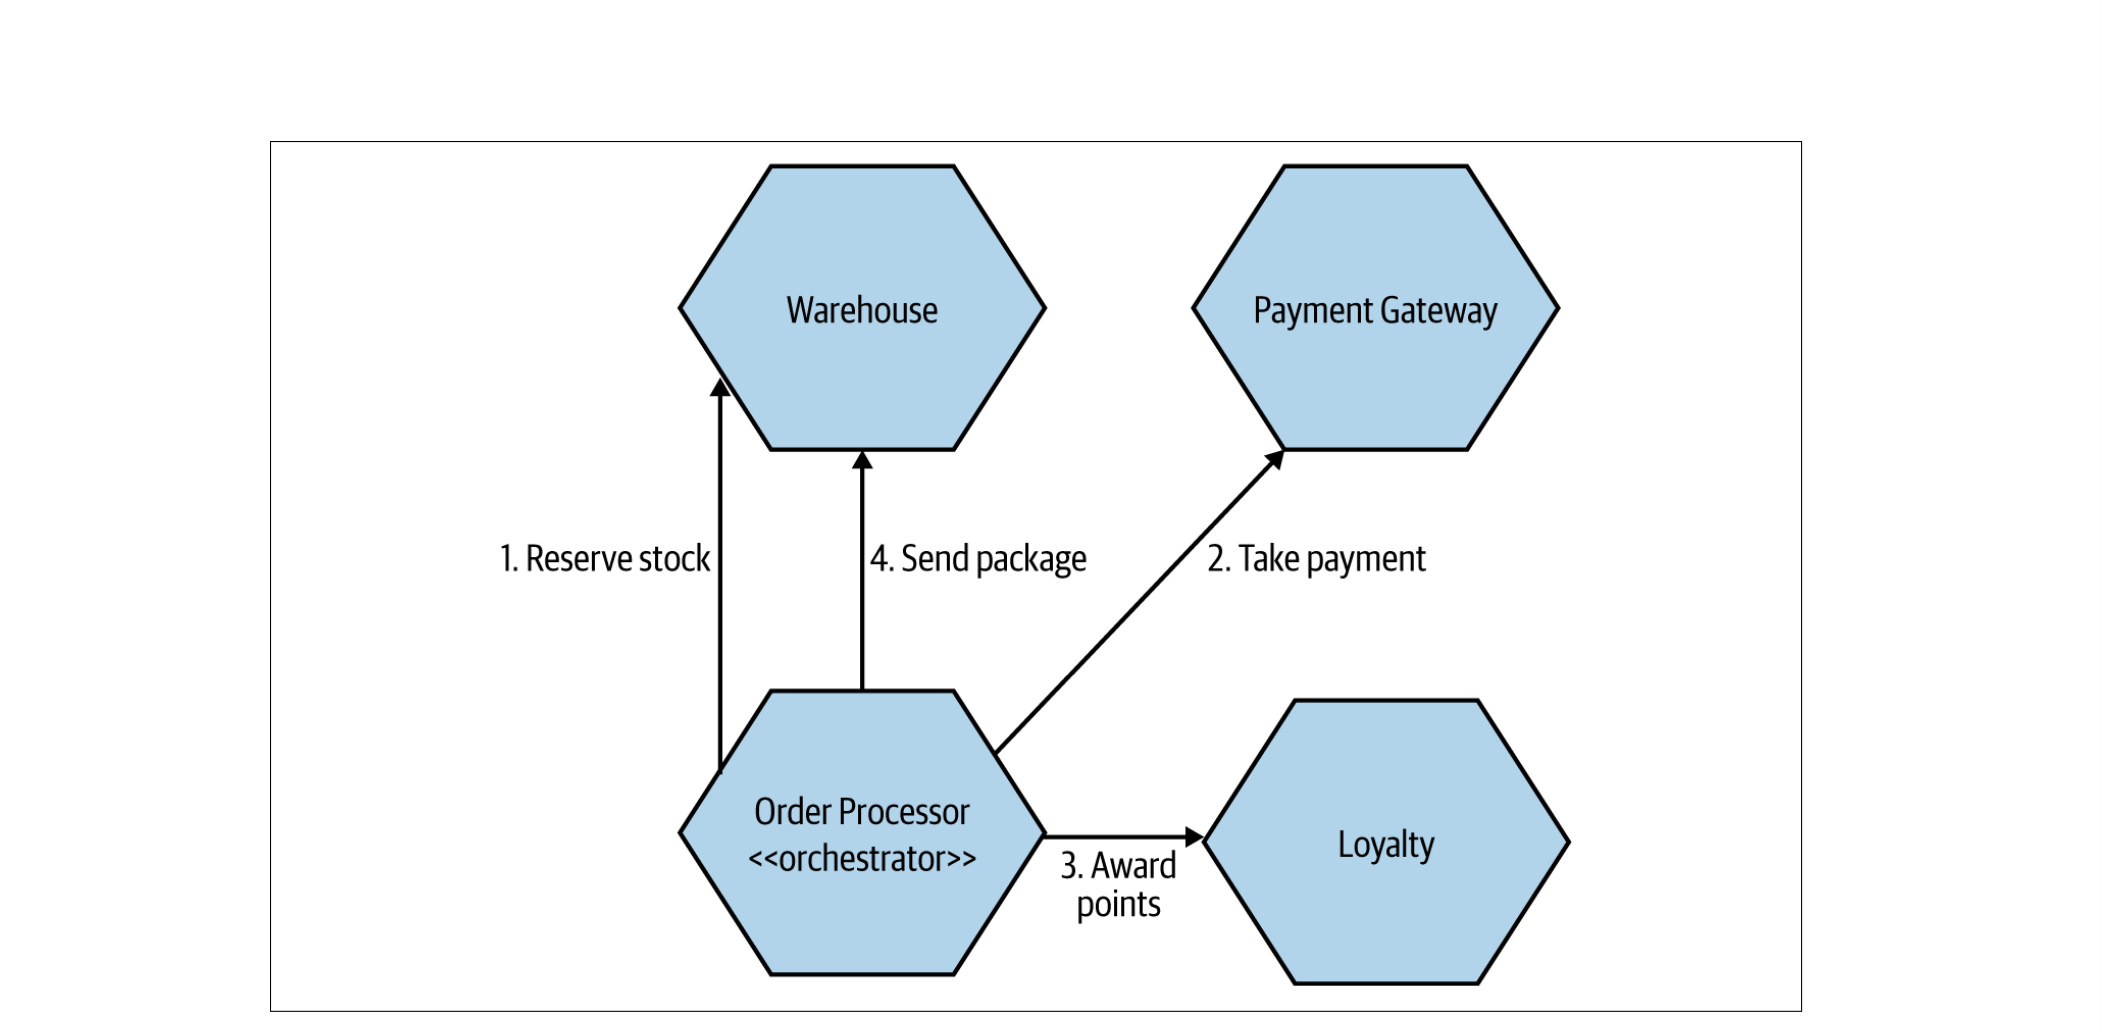 Warehouse
Payment Gateway
1. Reserve stock
4. Send package
2. Take payment
Order Processor
<<orchestrator>>
3. Award
points
Loyalty